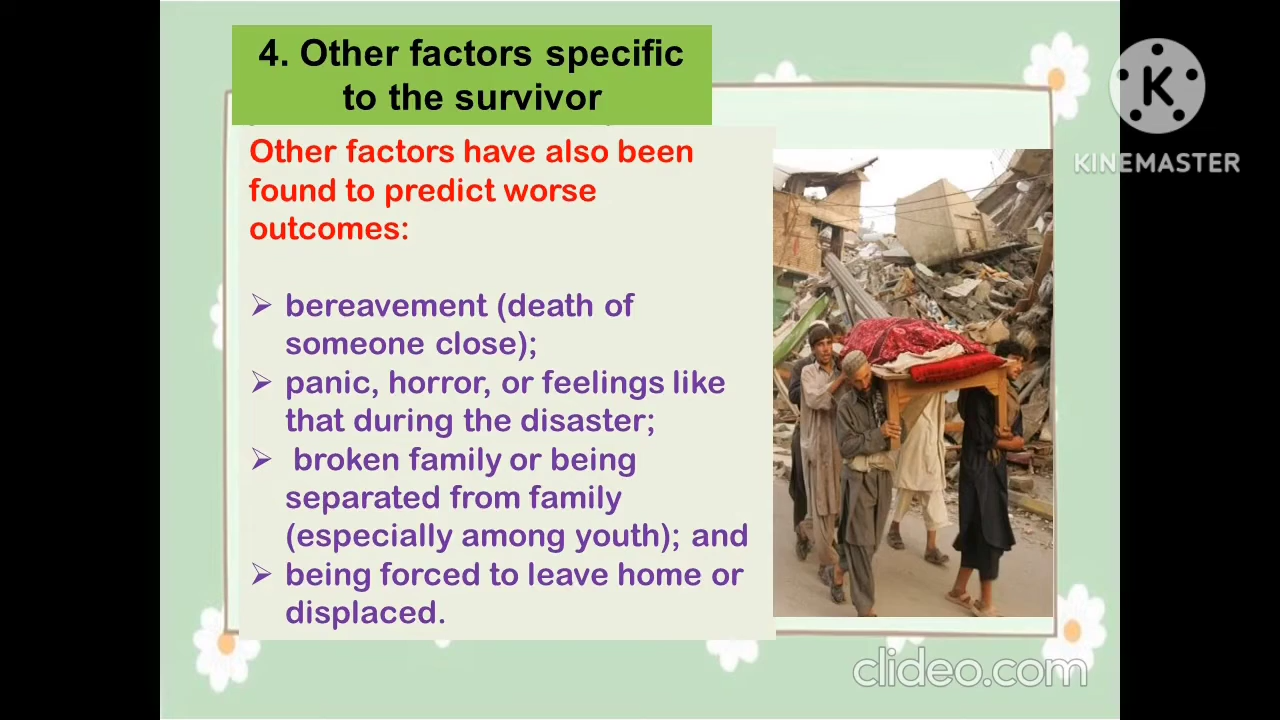 4. Other factors specific
to the survivor
Other factors have also been
found to predict worse
outcomes:
➢ bereavement (death of
someone close);
➢ panic, horror, or feelings like
that during the disaster;
➢ broken family or being
separated from family
(especially among youth); and
➢ being forced to leave home or
displaced.
K
KINEMASTER
clideo.com